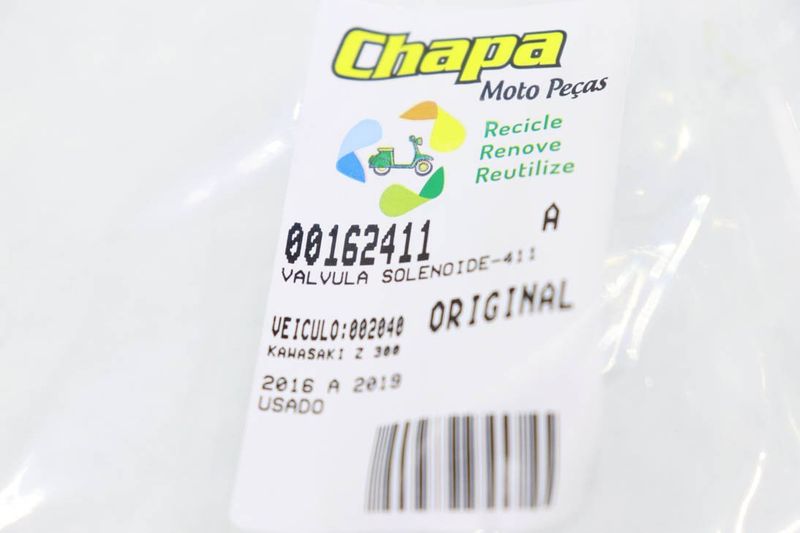 Chapa
Moto Peças
Recicle
Renove
Reutilize
A
00162411
VALVULA SOLENOIDE-411
VEICULO:002040 ORIGINAL
KAWASAKI Z 300
2016 A 2019
USADO